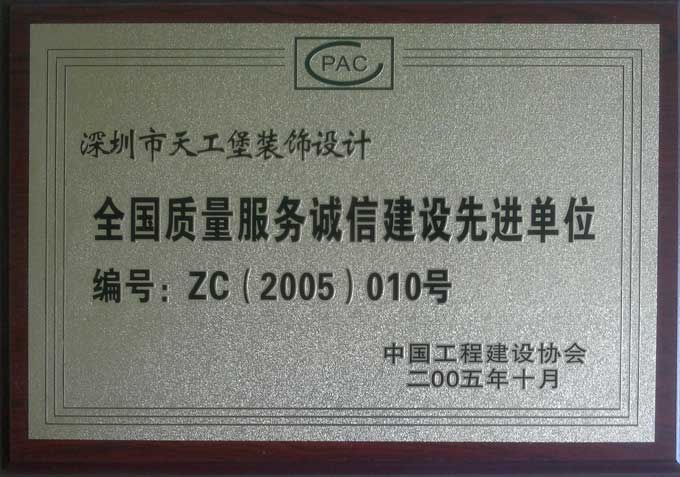 PAC
深圳市天工堡装饰设计
全国质量服务诚信建设先进单位
编号：ZC（2005）010号
中国工程建设协会
二00五年十月